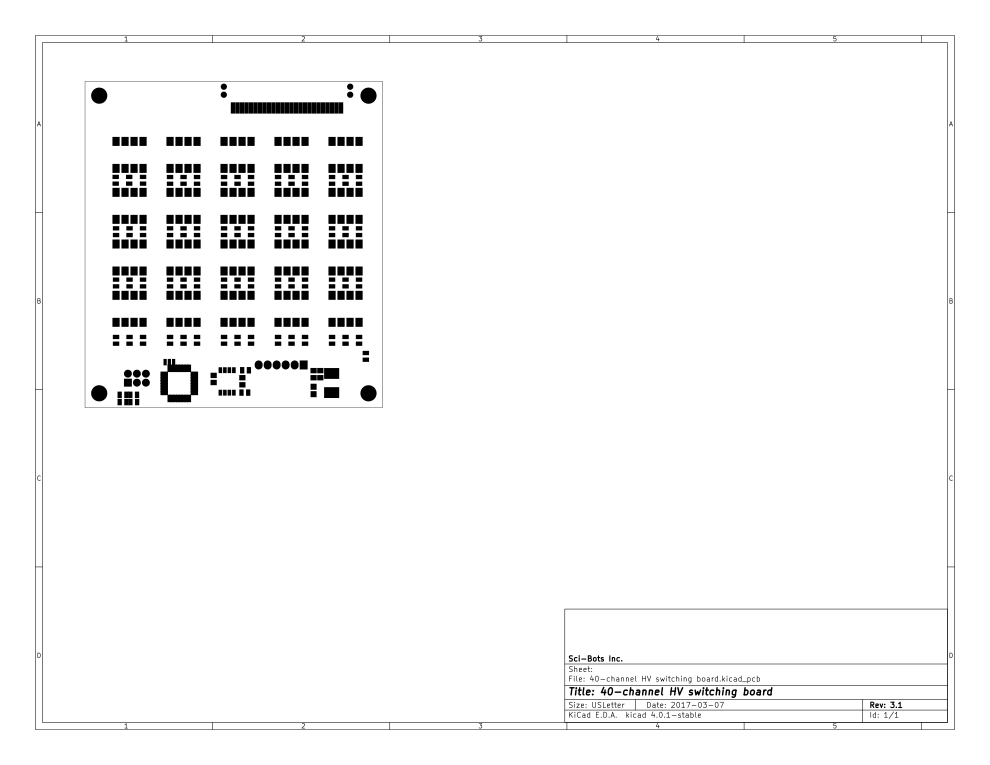 1 2 3 4 5
A A
B B
C C
D D
Sci-Bots Inc.
Sheet:
File: 40-channel HV switching board.kicad_pcb
Title: 40-channel HV switching board
Size: USLetter Date: 2017-03-07 Rev: 3.1
KiCad E.D.A. kicad 4.0.1-stable Id: 1/1
1 2 3 4 5